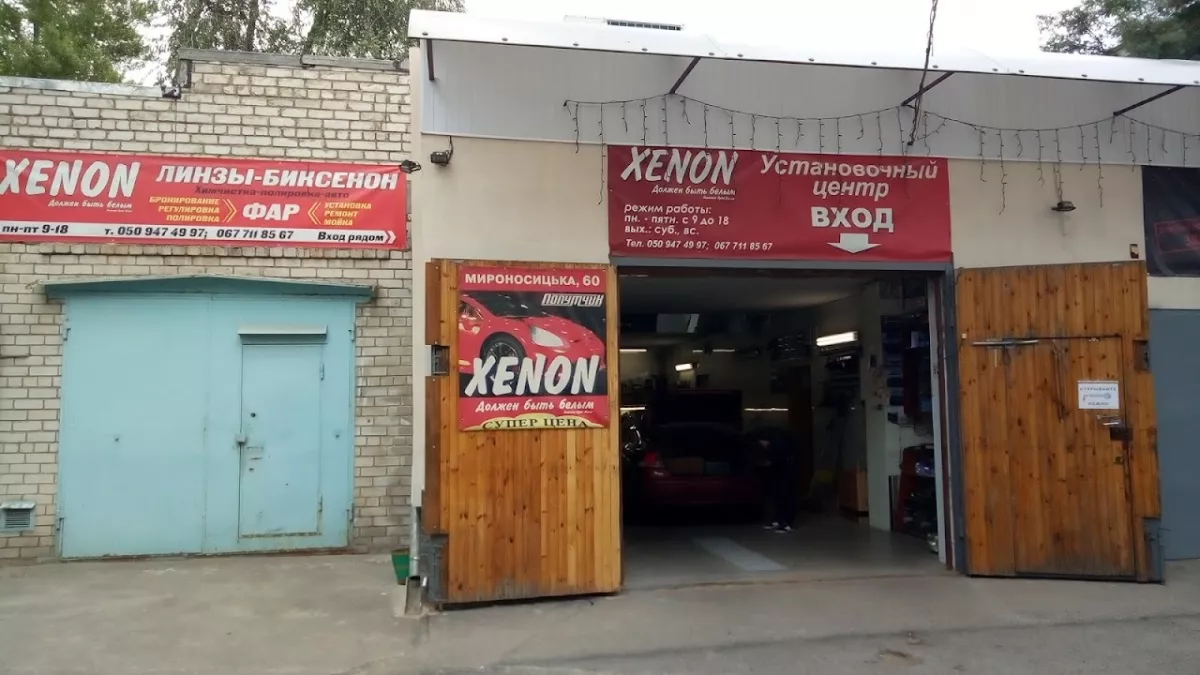 XENON
Должен быть белым
ЛИНЗЫ-БИКСЕНОН
Химчистка-полировка-авто
БРОНИРОВАНИЕ
РЕГУЛИРОВКА
ПОЛИРОВКА
ФАР
УСТАНОВКА
РЕМОНТ
МОЙКА
пн-пт 9-18
т. 050 947 49 97; 067 711 85 67
Вход рядом
XENON
Должен быть белым
режим работы:
пн. - пятн. с 9 до 18
вых.: суб., вс.
Тел. 050 947 49 97; 067 711 85 67
Установочный
центр
ВХОД
МИРОНОСИЦЬКА, 60
ПОПУТЧИК
XENON
Должен быть белым
СУПЕР ЦЕНА